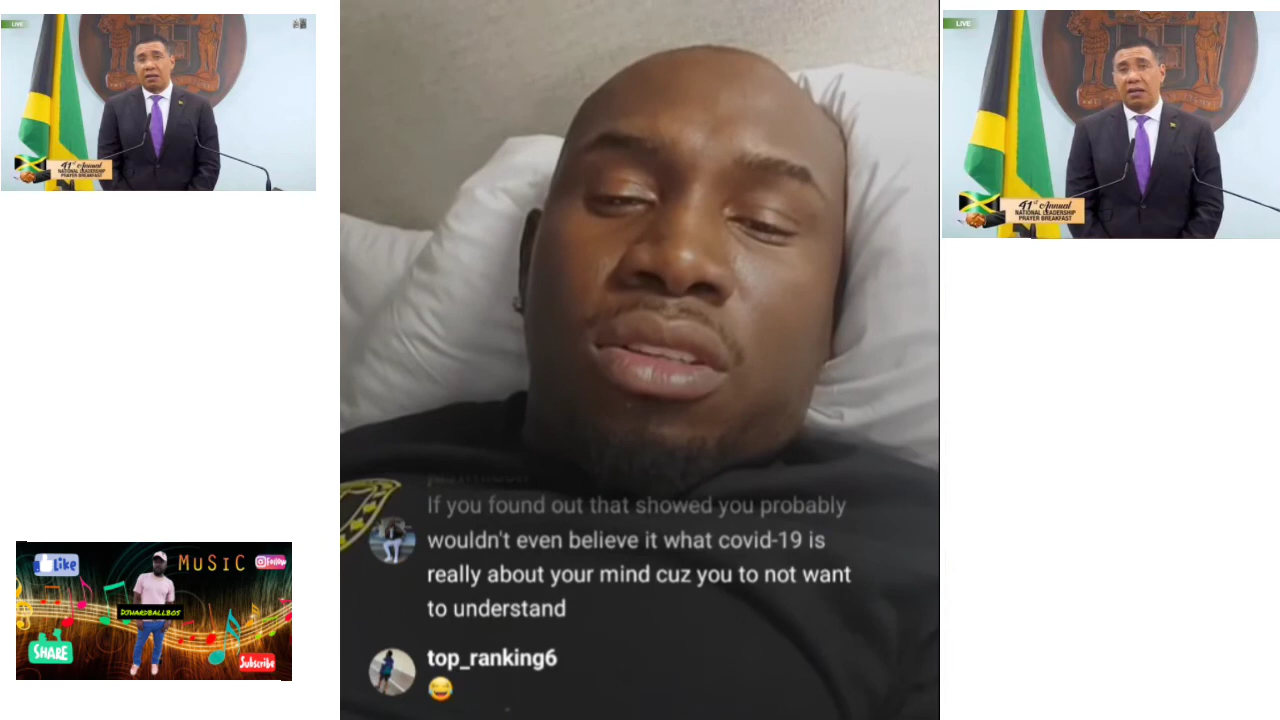 LIVE
41st Annual
NATIONAL LEADERSHIP
PRAYER BREAKFAST
If you found out that showed you probably
wouldn't even believe it what covid-19 is
really about your mind cuz you to not want
to understand
top_ranking6
😂
LIVE
41st Annual
NATIONAL LEADERSHIP
PRAYER BREAKFAST
Like
MUSIC
Follow
DJHARDBALLBOS
SHARE
Subscribe